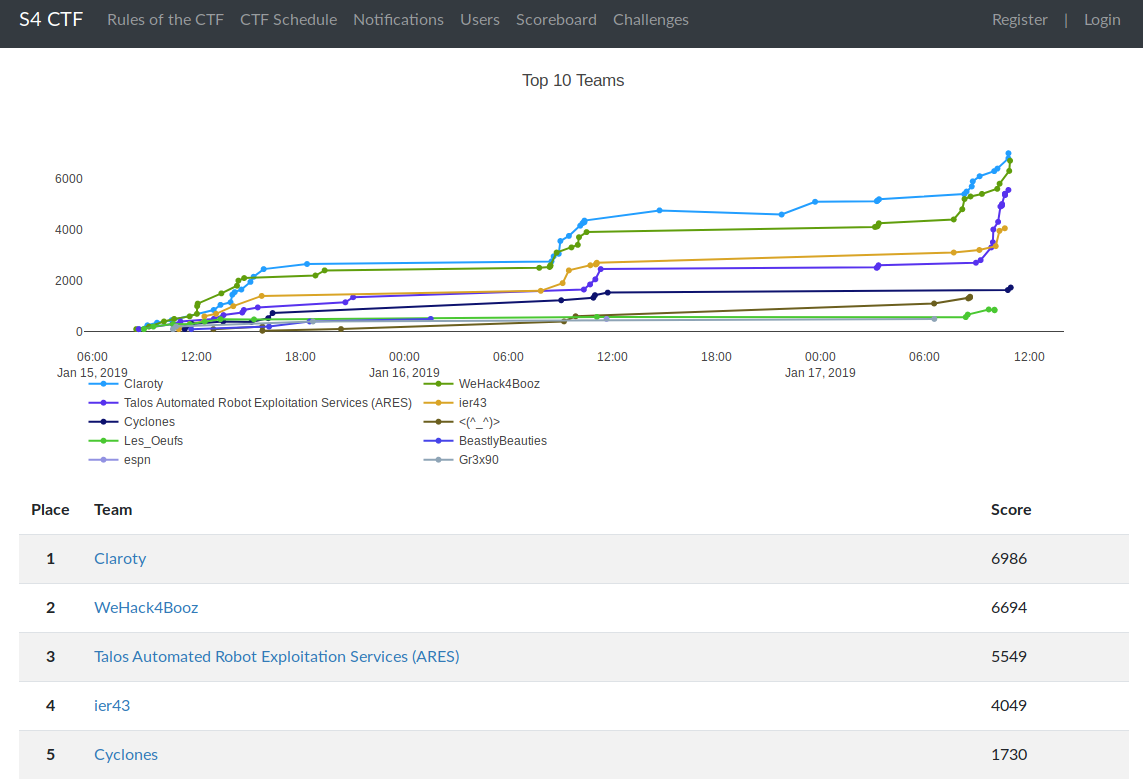 S4 CTF Rules of the CTF CTF Schedule Notifications Users Scoreboard Challenges Register | Login
Top 10 Teams
6000
4000
2000
0
06:00 12:00 18:00 00:00 06:00 12:00 18:00 00:00 06:00 12:00
Jan 15, 2019 Jan 16, 2019 Jan 17, 2019
Claroty WeHack4Booz
Talos Automated Robot Exploitation Services (ARES) ier43
Cyclones <(^_^)>
Les_Oeufs BeastlyBeauties
espn Gr3x90
Place Team Score
1 Claroty 6986
2 WeHack4Booz 6694
3 Talos Automated Robot Exploitation Services (ARES) 5549
4 ier43 4049
5 Cyclones 1730